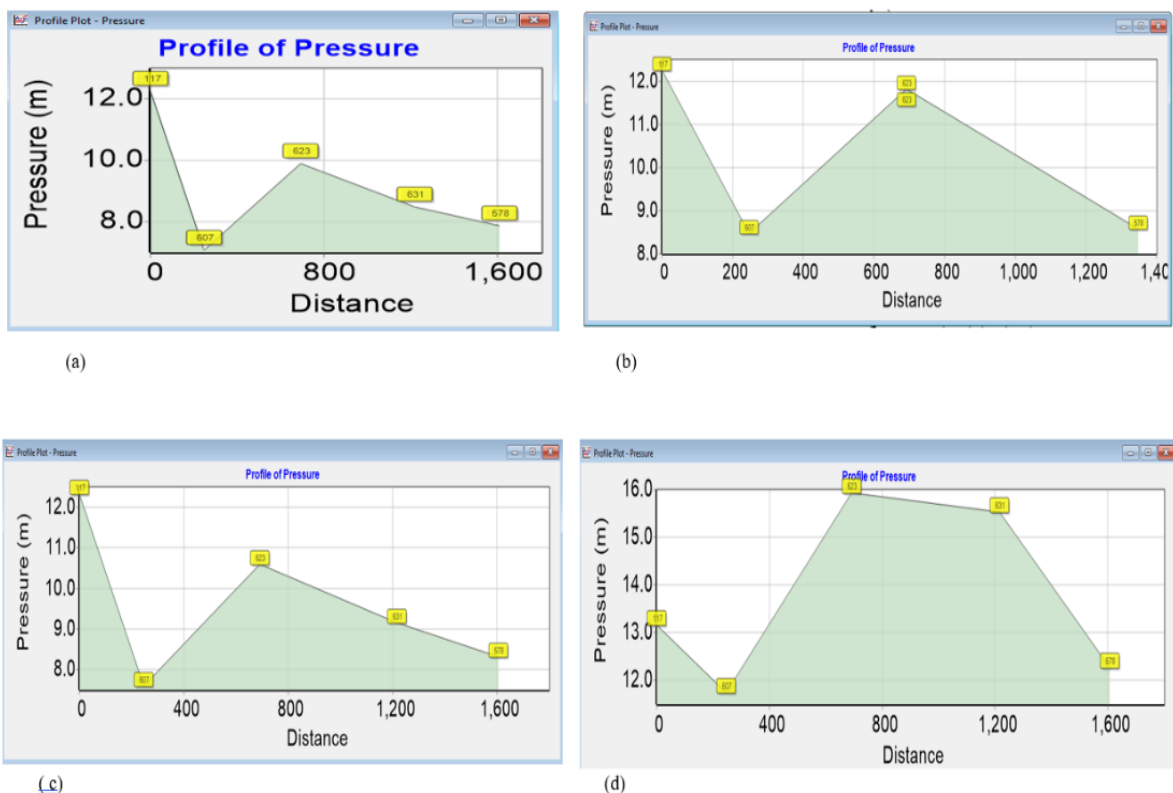 Profile Plot - Pressure
Profile of Pressure
Pressure (m)
12.0
10.0
8.0
117
607
623
631
578
0 800 1,600
Distance
(a)
Profile Plot - Pressure
Profile of Pressure
Pressure (m)
12.0
11.0
10.0
9.0
8.0
117
607
623
623
578
0 200 400 600 800 1,000 1,200 1,40
Distance
(b)
Profile Plot - Pressure
Profile of Pressure
Pressure (m)
12.0
11.0
10.0
9.0
8.0
117
607
623
631
578
0 400 800 1,200 1,600
Distance
( c)
Profile Plot - Pressure
Profile of Pressure
Pressure (m)
16.0
15.0
14.0
13.0
12.0
117
607
623
631
578
0 400 800 1,200 1,600
Distance
(d)